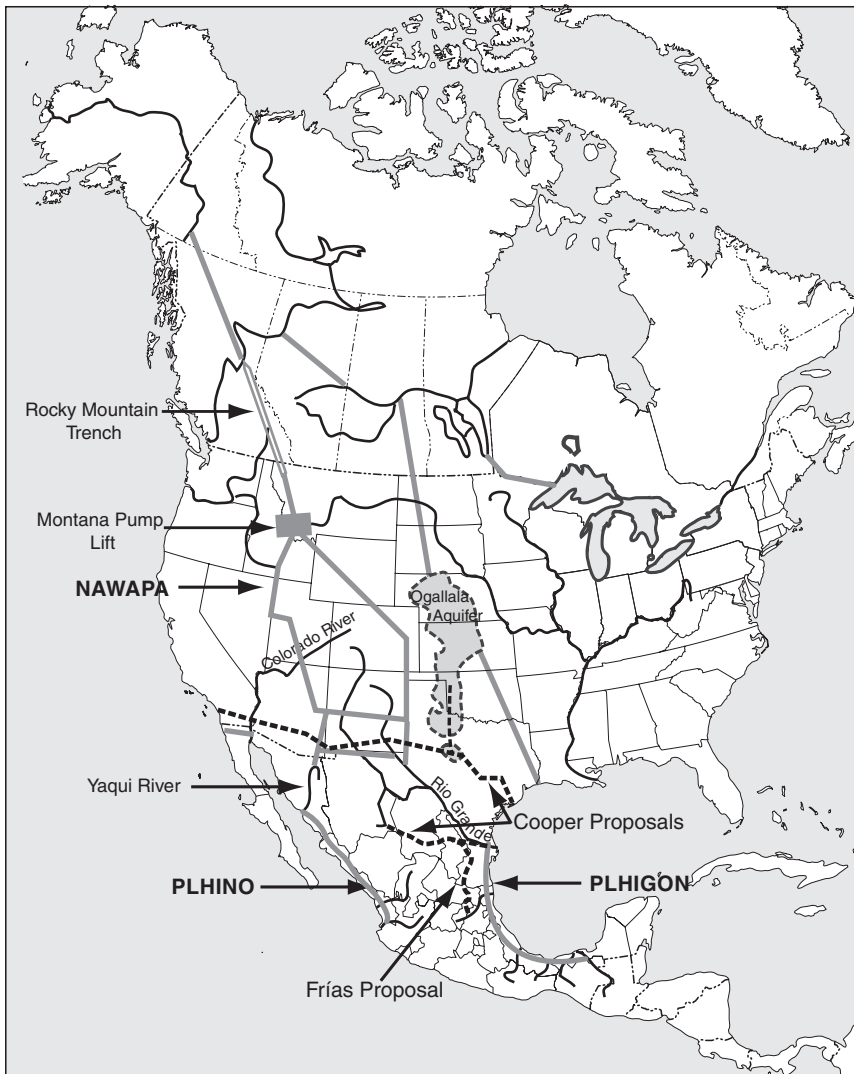 Rocky Mountain
Trench
Montana Pump
Lift
NAWAPA
Ogallala
Aquifer
Colorado River
Yaqui River
Rio Grande
Cooper Proposals
PLHINO
PLHIGON
Frías Proposal